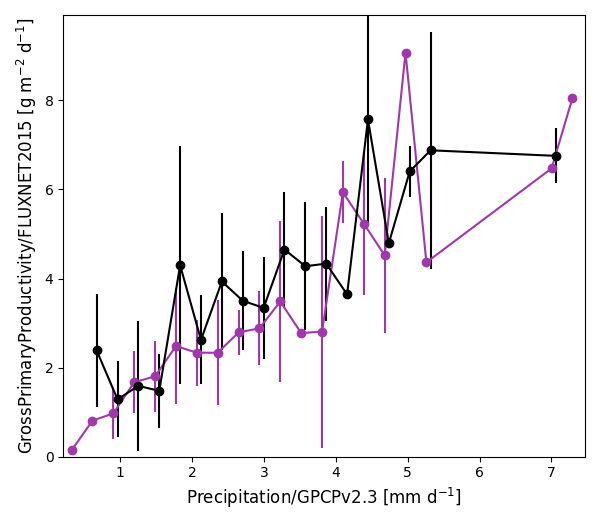 GrossPrimaryProductivity/FLUXNET2015 [g m⁻² d⁻¹]
8
6
4
2
0
1 2 3 4 5 6 7
Precipitation/GPCPv2.3 [mm d⁻¹]